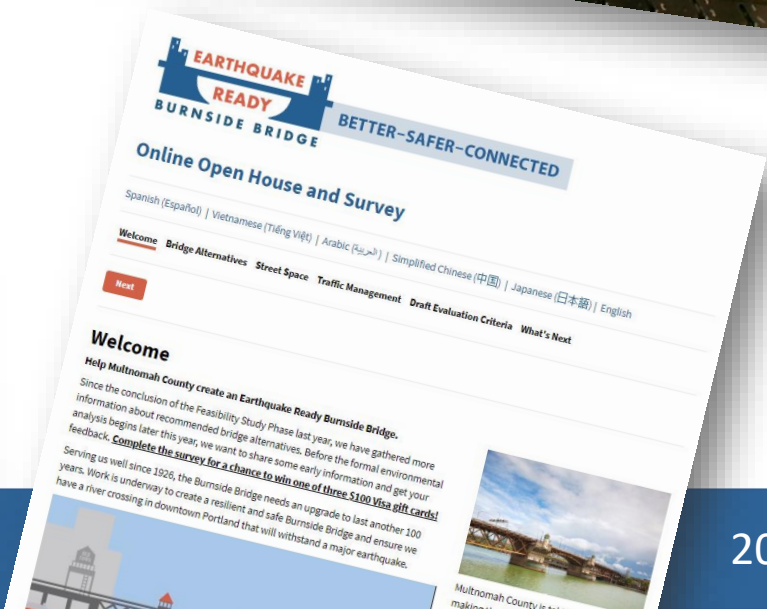 EARTHQUAKE
READY
BURNSIDE BRIDGE
BETTER-SAFER-CONNECTED
Online Open House and Survey
Spanish (Español) | Vietnamese (Tiếng Việt) | Arabic (العربية) | Simplified Chinese (中国) | Japanese (日本語) | English
Welcome Bridge Alternatives Street Space Traffic Management Draft Evaluation Criteria What's Next
Next
Welcome
Help Multnomah County create an Earthquake Ready Burnside Bridge.
Since the conclusion of the Feasibility Study Phase last year, we have gathered more
information about recommended bridge alternatives. Before the formal environmental
analysis begins later this year, we want to share some early information and get your
feedback. Complete the survey for a chance to win one of three $100 Visa gift cards!
Serving us well since 1926, the Burnside Bridge needs an upgrade to last another 100
years. Work is underway to create a resilient and safe Burnside Bridge and ensure we
have a river crossing in downtown Portland that will withstand a major earthquake.
Multnomah County is
20